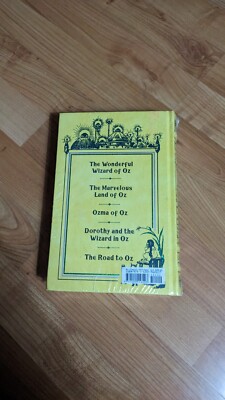 The Wonderful
Wizard of Oz
The Marvelous
Land of Oz
Ozma of Oz
Dorothy and the
Wizard in Oz
The Road to Oz